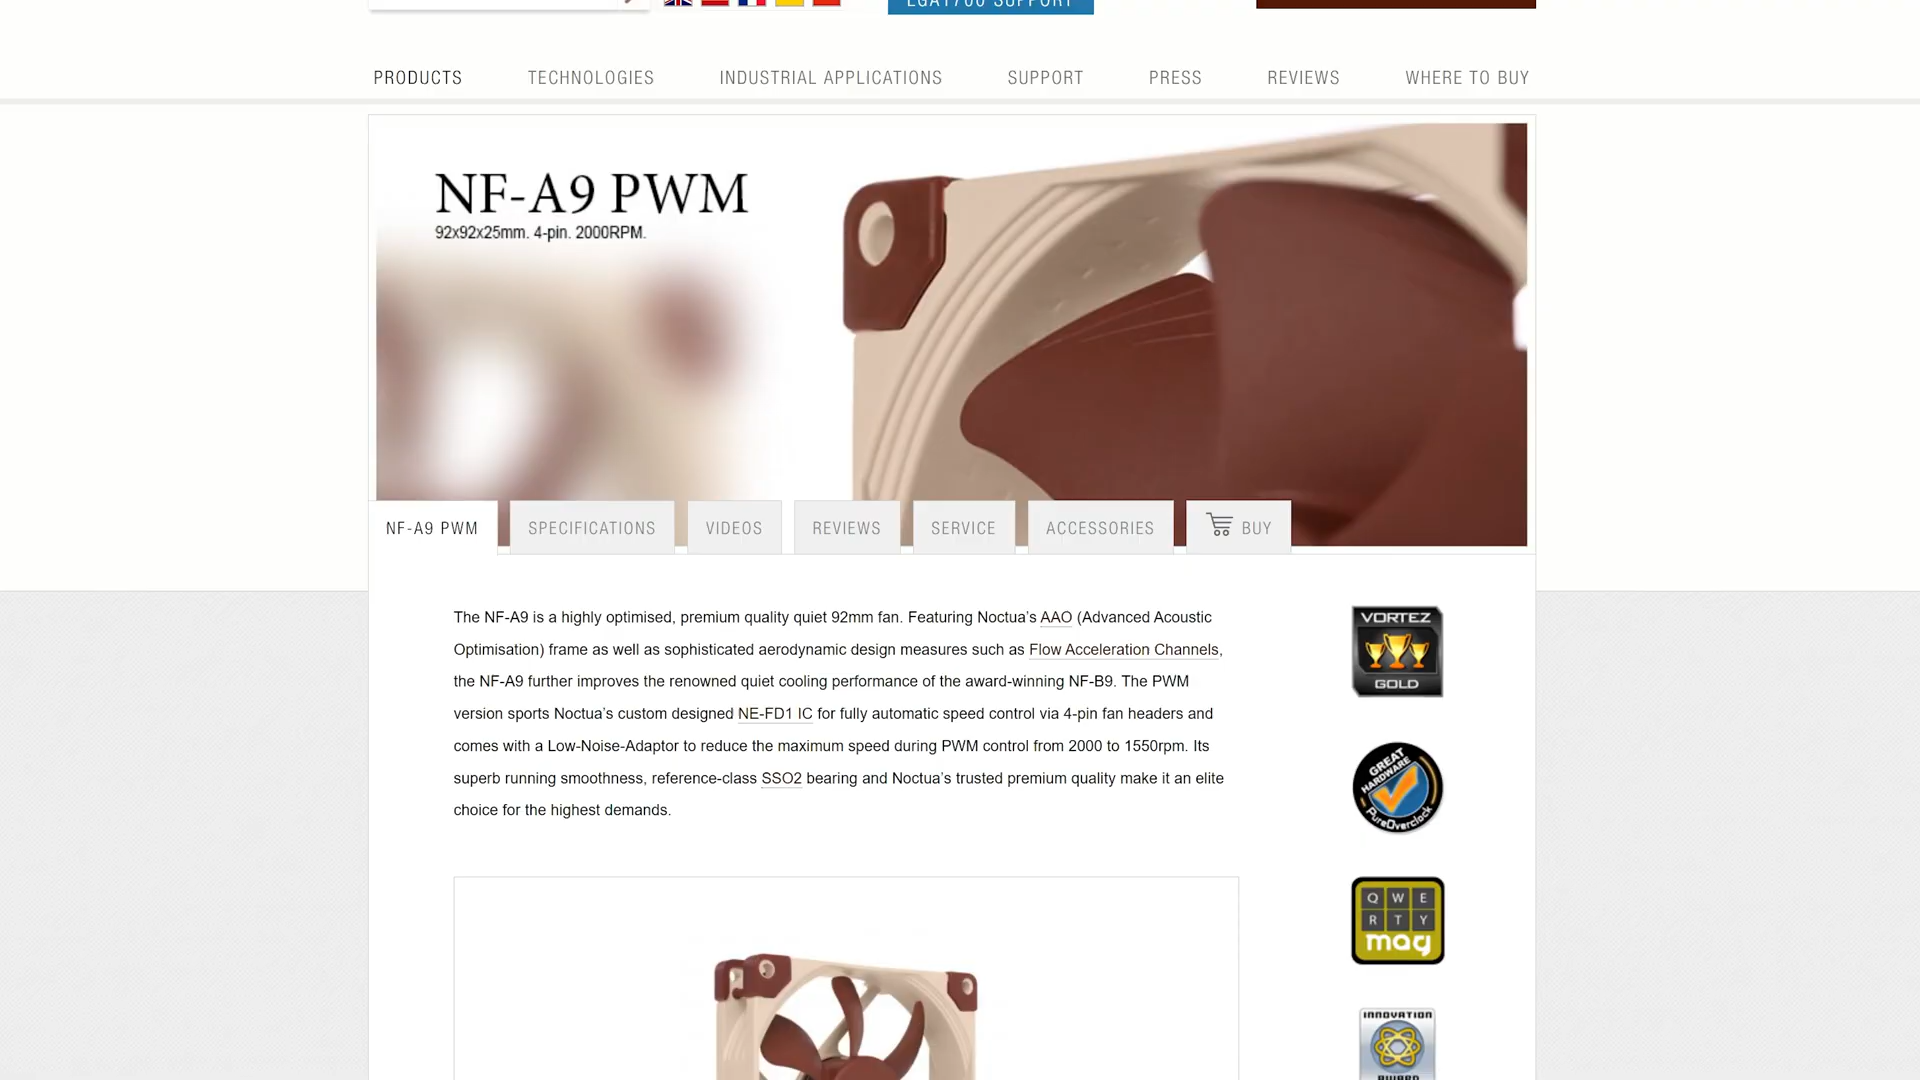 LGA1700 SUPPORT
PRODUCTS TECHNOLOGIES INDUSTRIAL APPLICATIONS SUPPORT PRESS REVIEWS WHERE TO BUY
NF-A9 PWM
92x92x25mm. 4-pin. 2000RPM.
NF-A9 PWM SPECIFICATIONS VIDEOS REVIEWS SERVICE ACCESSORIES BUY
The NF-A9 is a highly optimised, premium quality quiet 92mm fan. Featuring Noctua’s AAO (Advanced Acoustic
Optimisation) frame as well as sophisticated aerodynamic design measures such as Flow Acceleration Channels,
the NF-A9 further improves the renowned quiet cooling performance of the award-winning NF-B9. The PWM
version sports Noctua’s custom designed NE-FD1 IC for fully automatic speed control via 4-pin fan headers and
comes with a Low-Noise-Adaptor to reduce the maximum speed during PWM control from 2000 to 1550rpm. Its
superb running smoothness, reference-class SSO2 bearing and Noctua’s trusted premium quality make it an elite
choice for the highest demands.
VORTEZ
GOLD
GREAT
HARDWARE
PureOverclock
Q W E
R T Y
mag
INNOVATION
AWARD